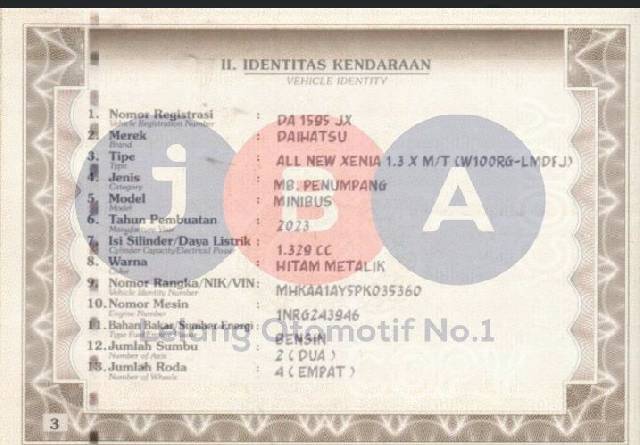 II. IDENTITAS KENDARAAN
VEHICLE IDENTITY
1. Nomor Registrasi : DA 1595 JX
Vehicle Registration Number
2. Merek : DAIHATSU
Brand
3. Tipe : ALL NEW XENIA 1.3 X M/T (W100RG-LMDFJ)
Type
4. Jenis : MB. PENUMPANG
Category
5. Model : MINIBUS
Model
6. Tahun Pembuatan : 2023
Manufacture Year
7. Isi Silinder/Daya Listrik : 1.329 CC
Cylinder Capacity/Electrical Power
8. Warna : HITAM METALIK
Color
9. Nomor Rangka/NIK/VIN: MHKAA1AY5PK035360
Vehicle Identity Number
10. Nomor Mesin : 1NRG243946
Engine Number
11. Bahan Bakar/Sumber Energi : BENSIN
12. Jumlah Sumbu : 2 ( DUA )
Number of Axis
13. Jumlah Roda : 4 ( EMPAT )
Number of Wheels
jBA
Lelang Otomotif No.1
3